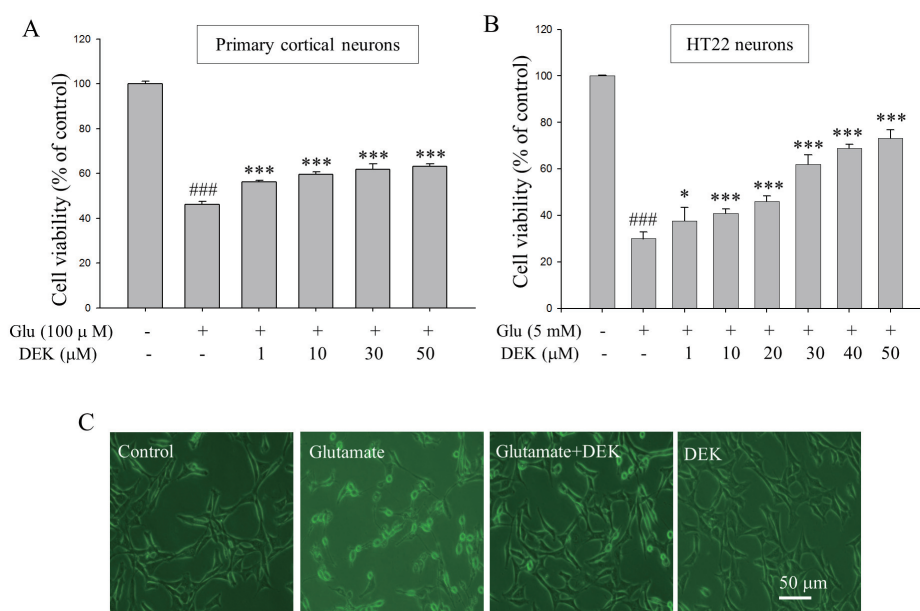 A
Primary cortical neurons
Cell viability (% of control)
120
100
80
60
40
20
0
###
***
***
***
***
Glu (100 μ M) - + + + + +
DEK (μM) - - 1 10 30 50
B
HT22 neurons
Cell viability (% of control)
120
100
80
60
40
20
0
###
*
***
***
***
***
***
Glu (5 mM) - + + + + + + +
DEK (μM) - - 1 10 20 30 40 50
C
Control
Glutamate
Glutamate+DEK
DEK
50 μm